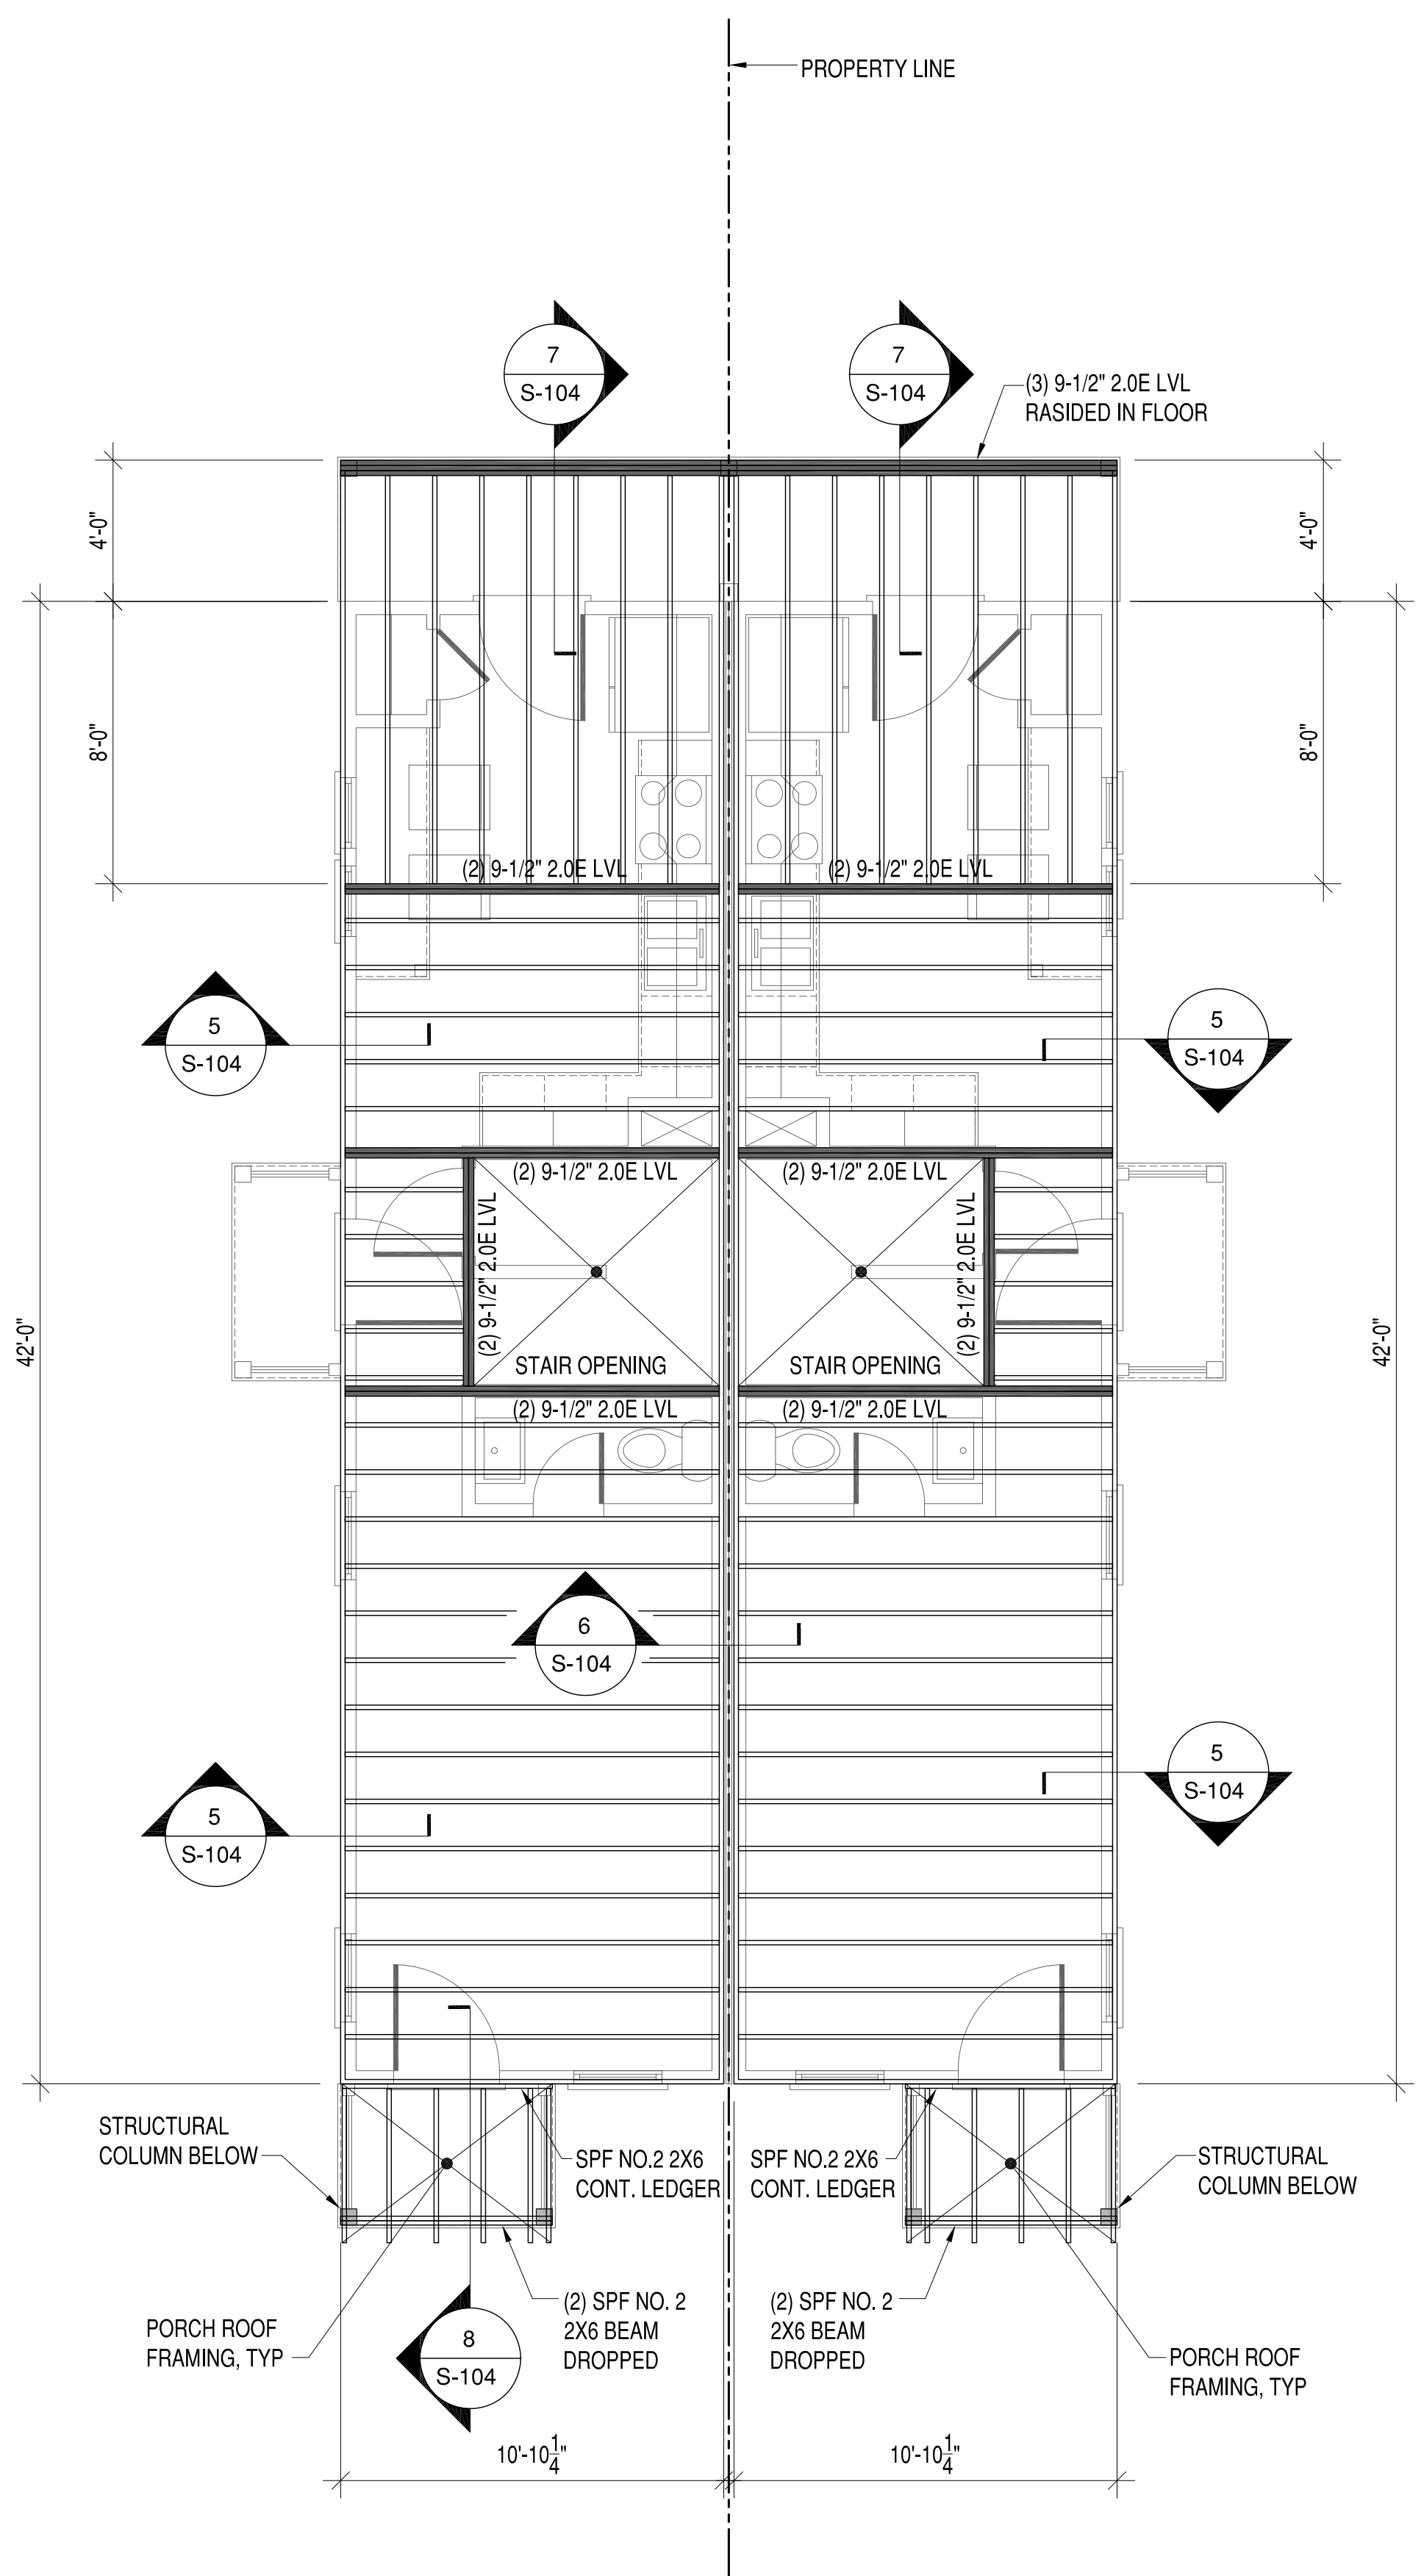 PROPERTY LINE
7
S-104
7
S-104
(3) 9-1/2" 2.0E LVL
RASIDED IN FLOOR
4'-0"
4'-0"
8'-0"
8'-0"
(2) 9-1/2" 2.0E LVL
(2) 9-1/2" 2.0E LVL
5
S-104
5
S-104
(2) 9-1/2" 2.0E LVL
(2) 9-1/2" 2.0E LVL
(2) 9-1/2" 2.0E LVL
(2) 9-1/2" 2.0E LVL
42'-0"
42'-0"
STAIR OPENING
STAIR OPENING
(2) 9-1/2" 2.0E LVL
(2) 9-1/2" 2.0E LVL
6
S-104
5
S-104
5
S-104
STRUCTURAL
COLUMN BELOW
SPF NO.2 2X6
CONT. LEDGER
SPF NO.2 2X6
CONT. LEDGER
STRUCTURAL
COLUMN BELOW
PORCH ROOF
FRAMING, TYP
8
S-104
(2) SPF NO. 2
2X6 BEAM
DROPPED
(2) SPF NO. 2
2X6 BEAM
DROPPED
PORCH ROOF
FRAMING, TYP
10'-10 1/4"
10'-10 1/4"